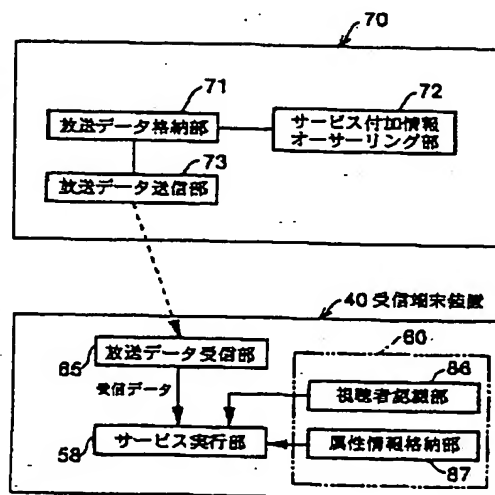 70
71
72
放送データ格納部
サービス付加情報
オーサリング部
73
放送データ送信部
40 受信端末装置
60
85
放送データ受信部
86
受信データ
視聴者認識部
58
サービス実行部
属性情報格納部
87